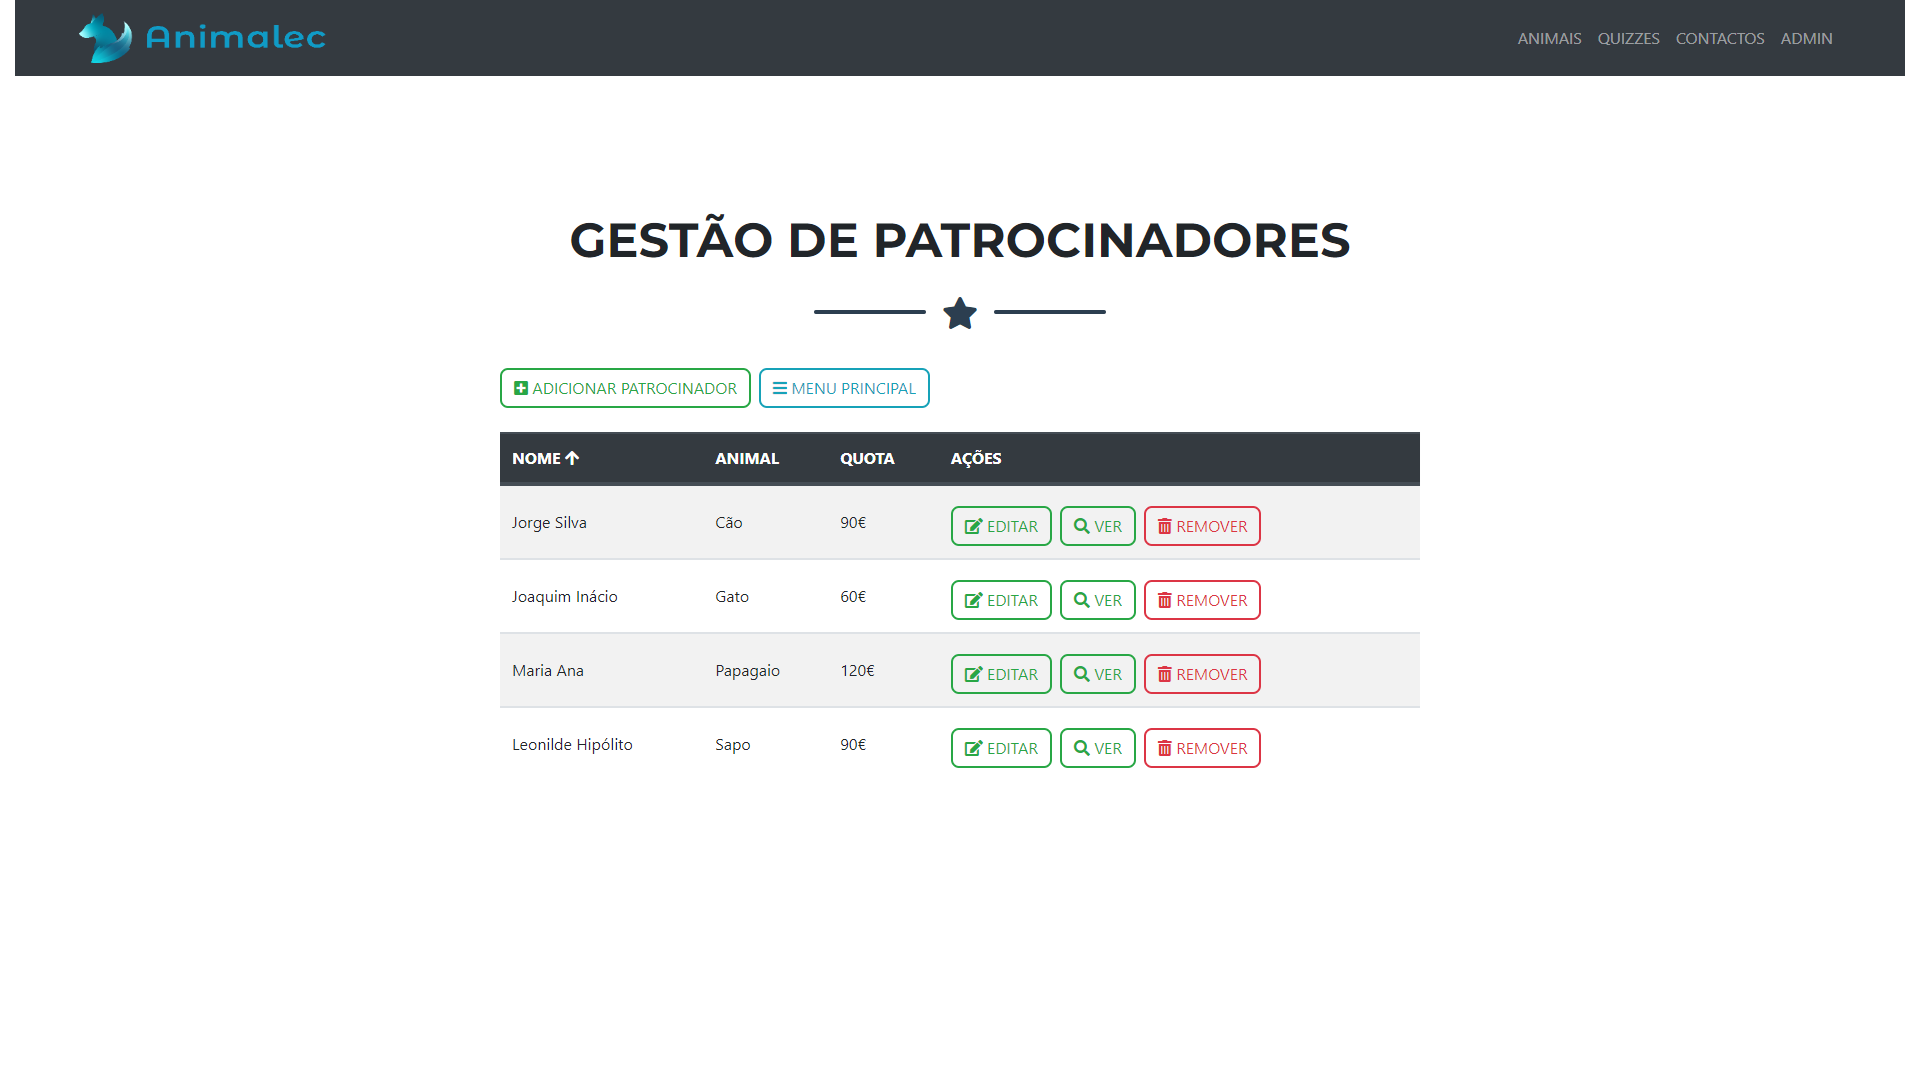 Animalec
ANIMAIS QUIZZES CONTACTOS ADMIN
GESTÃO DE PATROCINADORES
ADICIONAR PATROCINADOR MENU PRINCIPAL
NOME ANIMAL QUOTA AÇÕES
Jorge Silva Cão 90€ EDITAR VER REMOVER
Joaquim Inácio Gato 60€ EDITAR VER REMOVER
Maria Ana Papagaio 120€ EDITAR VER REMOVER
Leonilde Hipólito Sapo 90€ EDITAR VER REMOVER